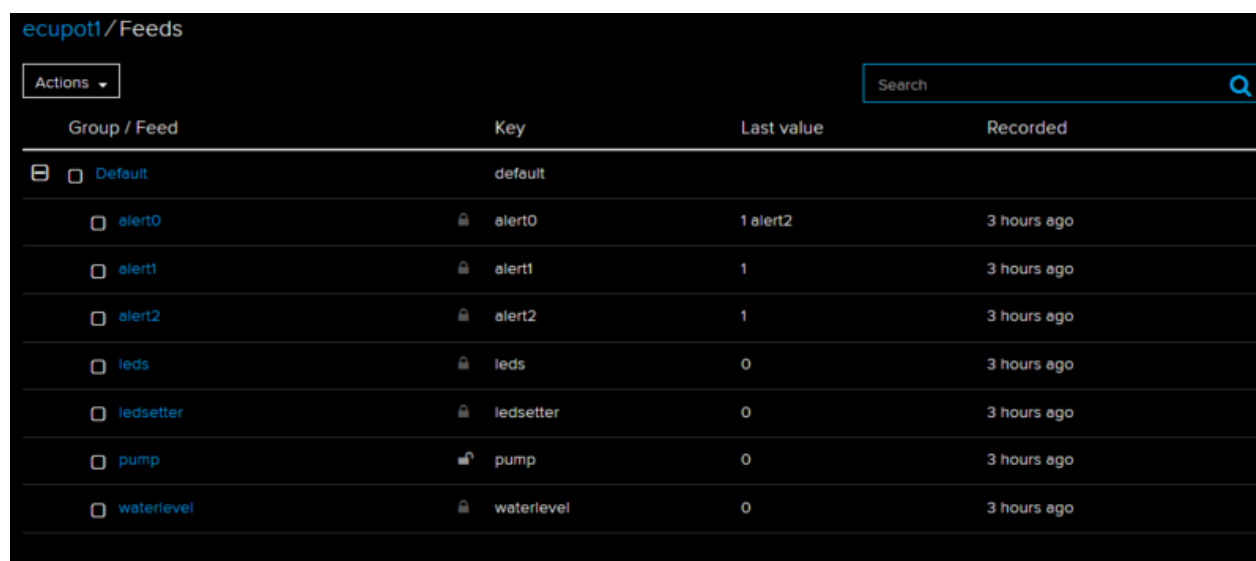 ecupot1/Feeds
Actions
Search
Group / Feed Key Last value Recorded
Default default
alert0 alert0 1 alert2 3 hours ago
alert1 alert1 1 3 hours ago
alert2 alert2 1 3 hours ago
leds leds 0 3 hours ago
ledsetter ledsetter 0 3 hours ago
pump pump 0 3 hours ago
waterlevel waterlevel 0 3 hours ago